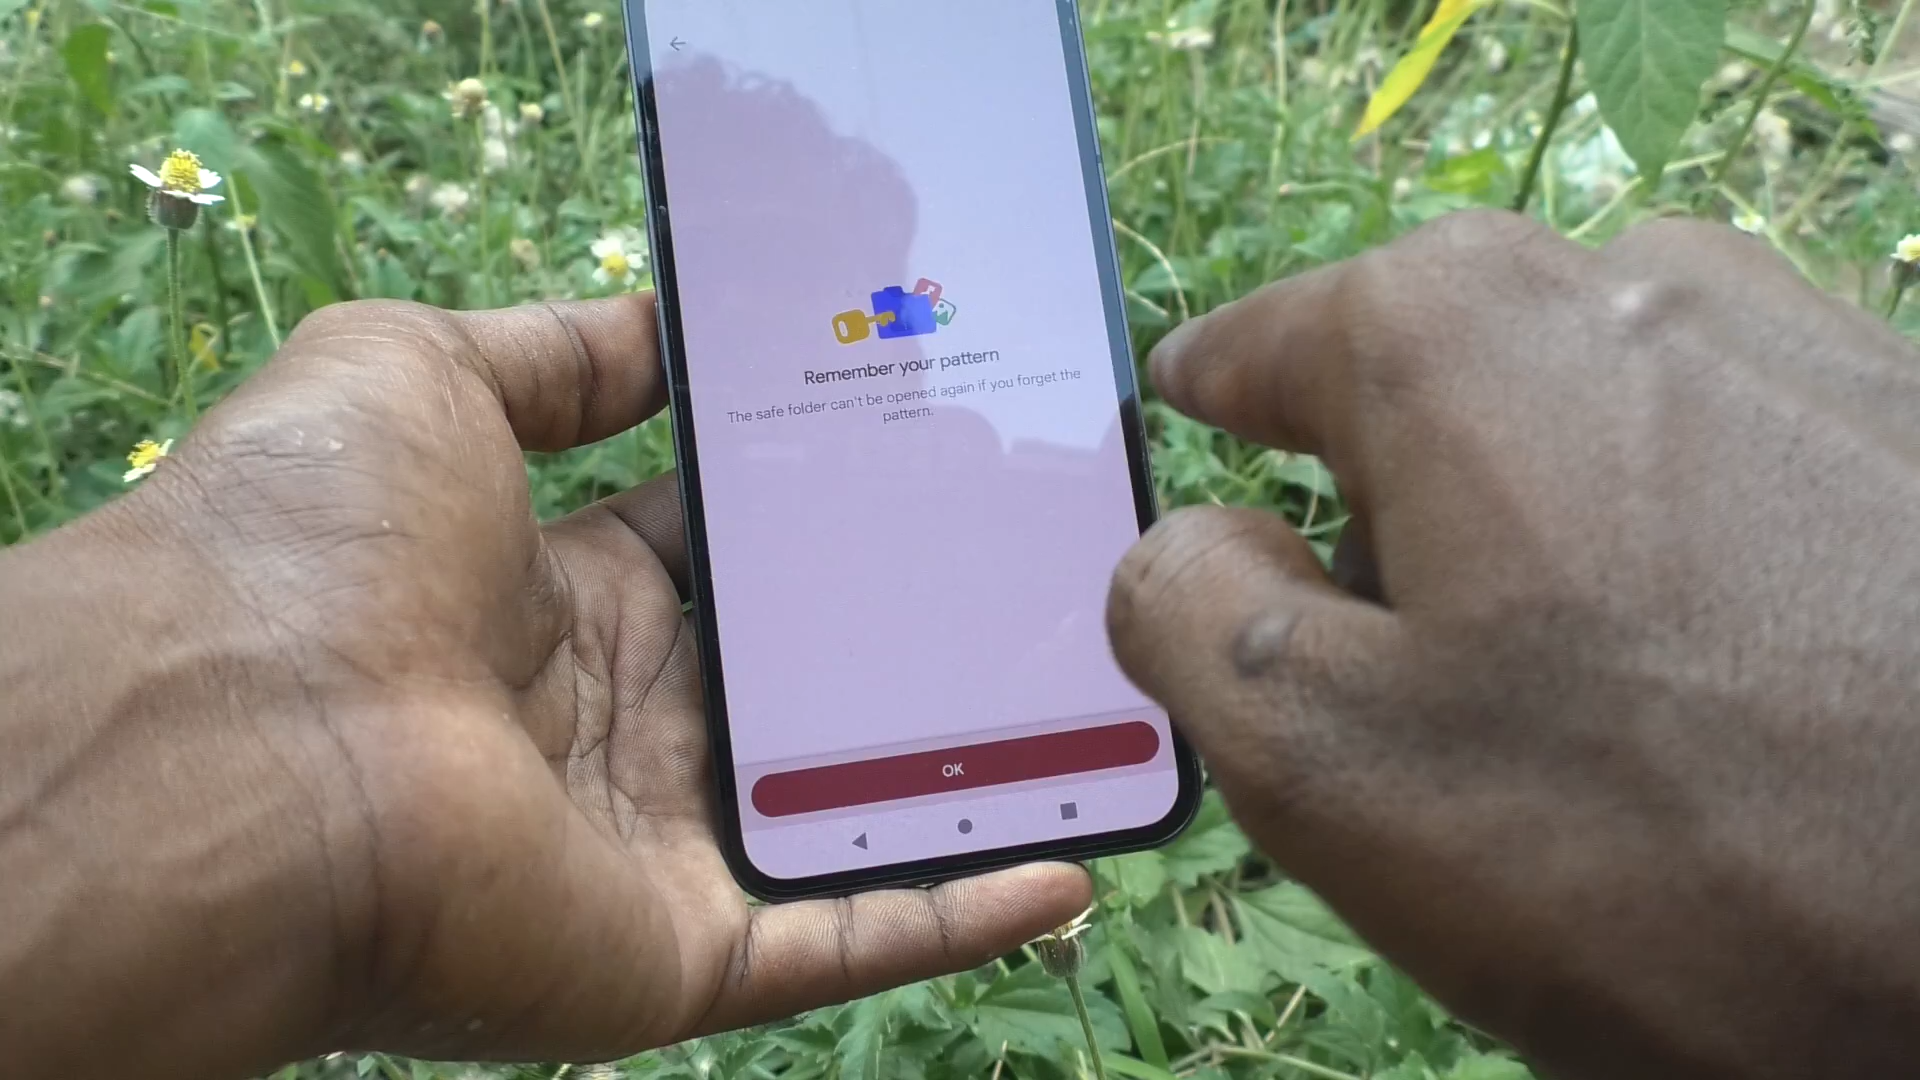 Remember your pattern
The safe folder can't be opened again if you forget the
pattern.
OK